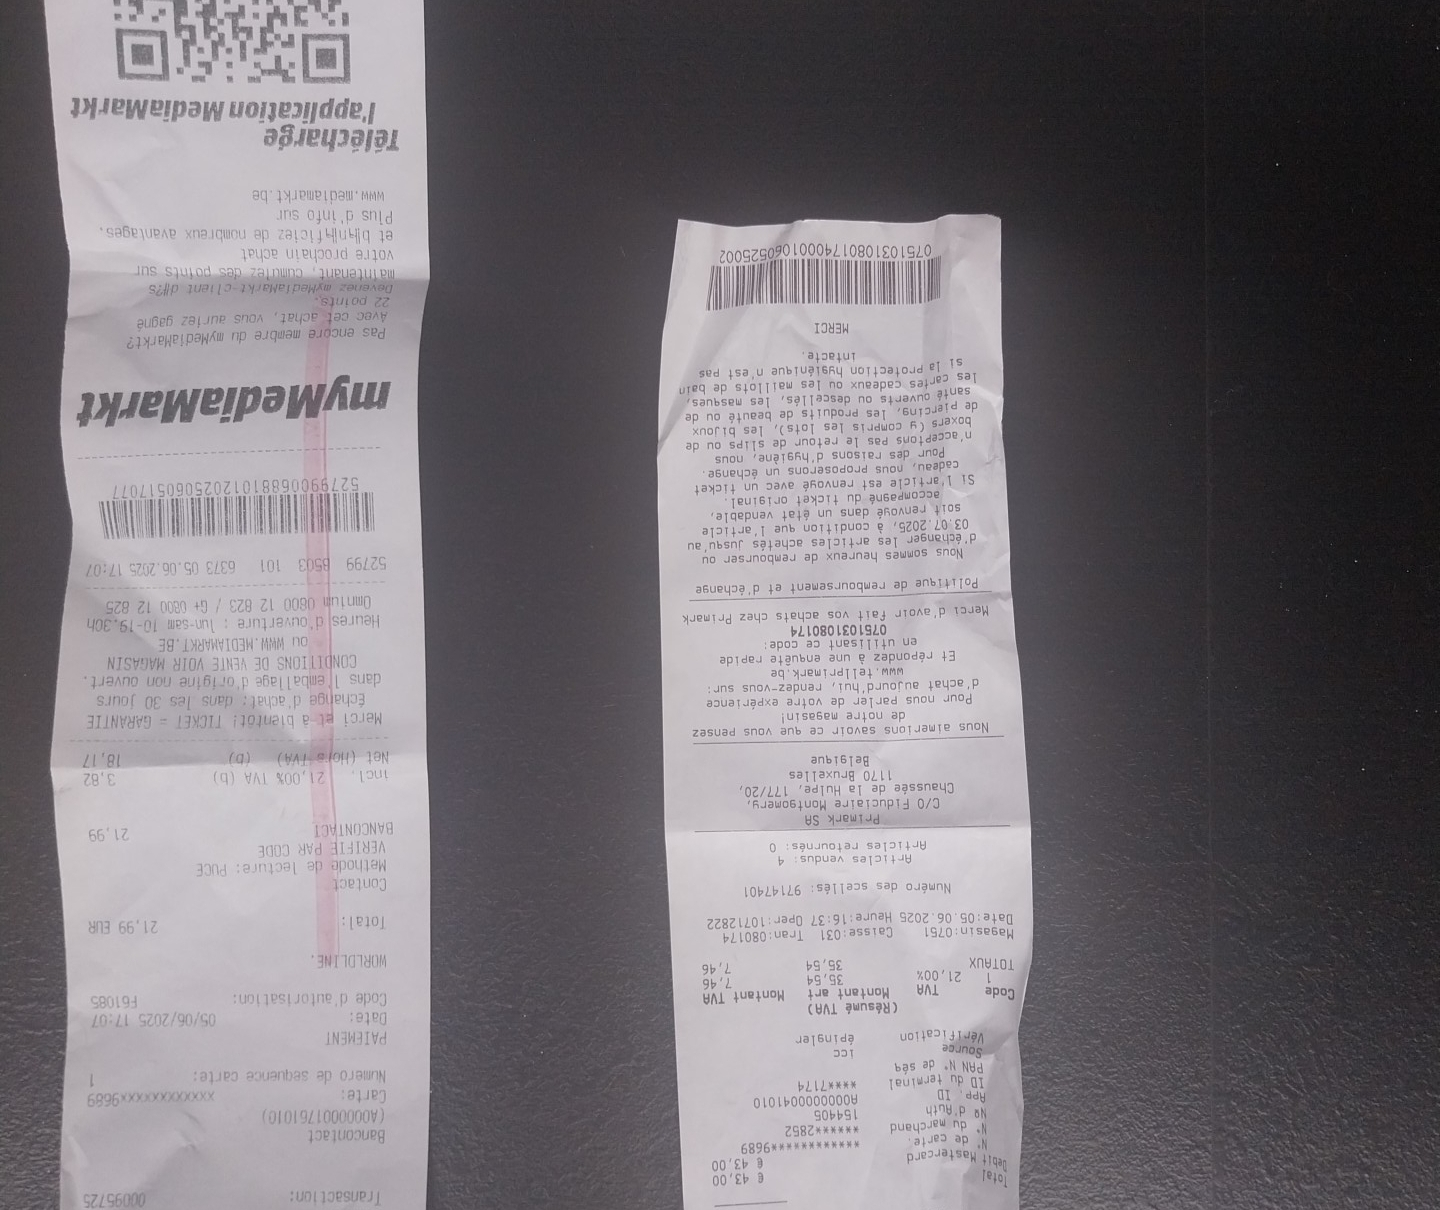 Total € 43,00
Debit Mastercard € 43,00
N° de carte. ************9689
N° du marchand ******2852
Nº d'Auth 154405
App. ID A0000000041010
ID du terminal ****7174
PAN N° de séq
Source icc
Vérification épingler
(Résumé TVA)
Code TVA Montant art Montant TVA
1 21,00% 35,54 7,46
TOTAUX 35,54 7,46
Magasin:0751 Caisse:031 Tran:080174
Date:05.06.2025 Heure:16:37 Oper:10712822
Numéro des scellés: 97147401
Articles vendus: 4
Articles retournés: 0
Primark SA
C/O Fiduciaire Montgomery,
Chaussée de la Hulpe, 177/20,
1170 Bruxelles
Belgique
Nous aimerions savoir ce que vous pensez
de notre magasin!
Pour nous parler de votre expérience
d'achat aujourd'hui, rendez-vous sur:
www.tellprimark.be
Et répondez à une enquête rapide
en utilisant ce code:
0751031080174
Merci d'avoir fait vos achats chez Primark
Politique de remboursement et d'échange
Nous sommes heureux de rembourser ou
d'échanger les articles achetés jusqu'au
03.07.2025, à condition que l'article
soit renvoyé dans un état vendable,
accompagné du ticket original.
Si l'article est renvoyé avec un ticket
cadeau, nous proposerons un échange.
Pour des raisons d'hygiène, nous
n'acceptons pas le retour de slips ou de
boxers (y compris les lots), les bijoux
de piercing, les produits de beauté ou de
santé ouverts ou descellés, les masques,
les cartes cadeaux ou les maillots de bain
si la protection hygiénique n'est pas
intacte.
MERCI
0751031080174000106052500​2
Transaction: 00095725
Bancontact
(A0000001761010)
Carte: xxxxxxxxxxxxx9689
Numero de sequence carte: 1
PAIEMENT
Date: 05/06/2025 17:07
Code d'autorisation: F61085
WORLDLINE.
Total: 21,99 EUR
Contact
Methode de lecture: PUCE
VERIFIE PAR CODE
BANCONTACT 21,99
incl. 21,00% TVA (b) 3,82
Net (Hors TVA) (b) 18,17
Merci et à bientôt! TICKET = GARANTIE
Echange d'achat: dans les 30 jours
dans l'emballage d'origine non ouvert.
CONDITIONS DE VENTE VOIR MAGASIN
ou WWW.MEDIAMARKT.BE
Heures d'ouverture : lun-sam 10-19.30h
Omnium 0800 12 823 / G+ 0800 12 825
52799 8503 101 6373 05.06.2025 17:07
5279900688101202506051707​7
myMediaMarkt
Pas encore membre du myMediaMarkt?
Avec cet achat, vous auriez gagné
22 points.
Devenez myMediaMarkt-client
maintenant, cumulez des points sur
votre prochain achat
et de nombreux avantages.
Plus d'info sur
www.mediamarkt.be
Télécharge
l'application MediaMarkt